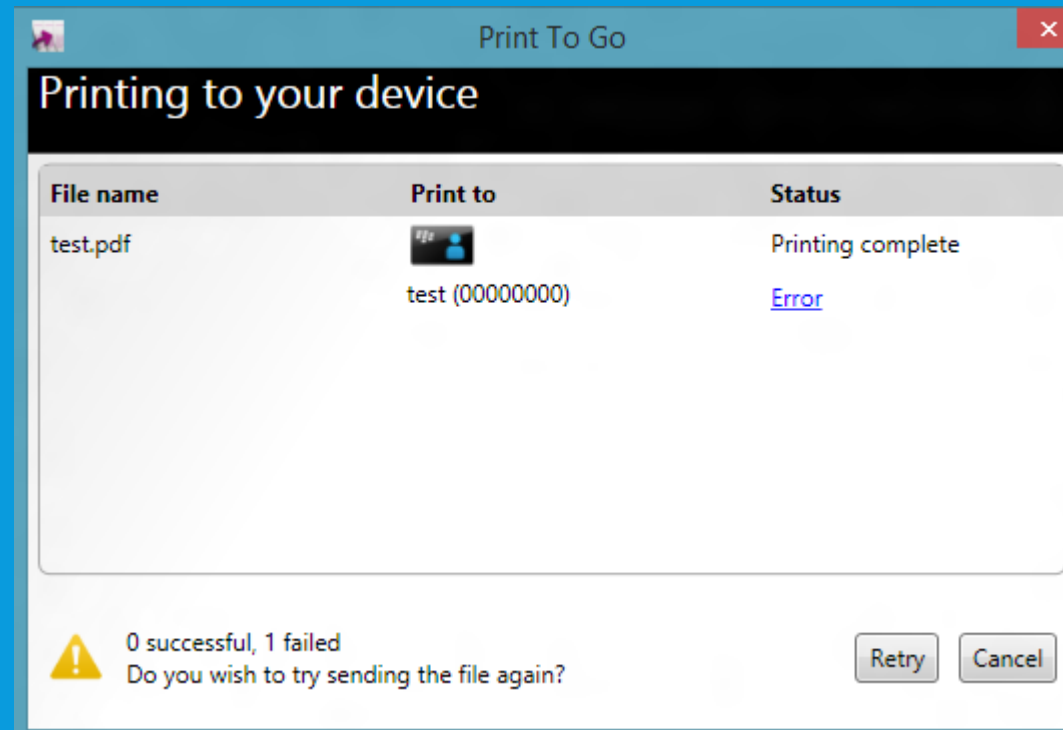 Print To Go
Printing to your device
File name Print to Status
test.pdf Printing complete
test (00000000) Error
0 successful, 1 failed
Do you wish to try sending the file again?
Retry Cancel